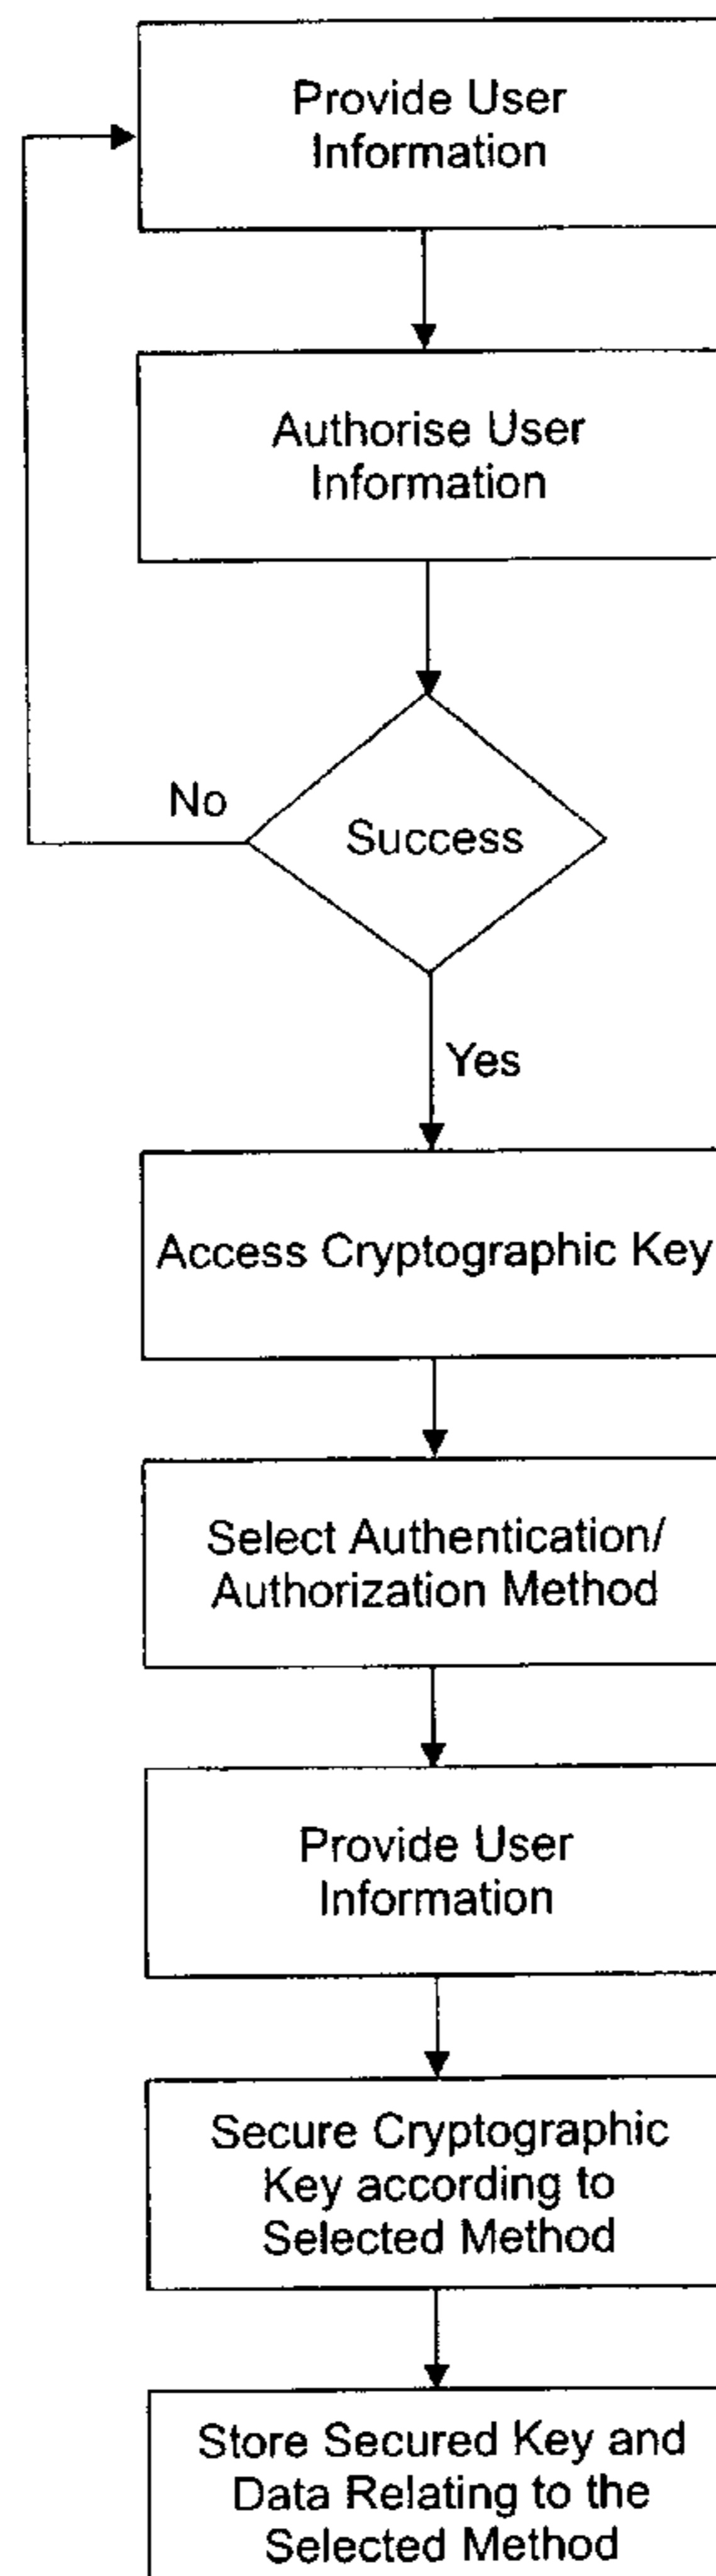 Provide User
Information
Authorise User
Information
No
Success
Yes
Access Cryptographic Key
Select Authentication/
Authorization Method
Provide User
Information
Secure Cryptographic
Key according to
Selected Method
Store Secured Key and
Data Relating to the
Selected Method